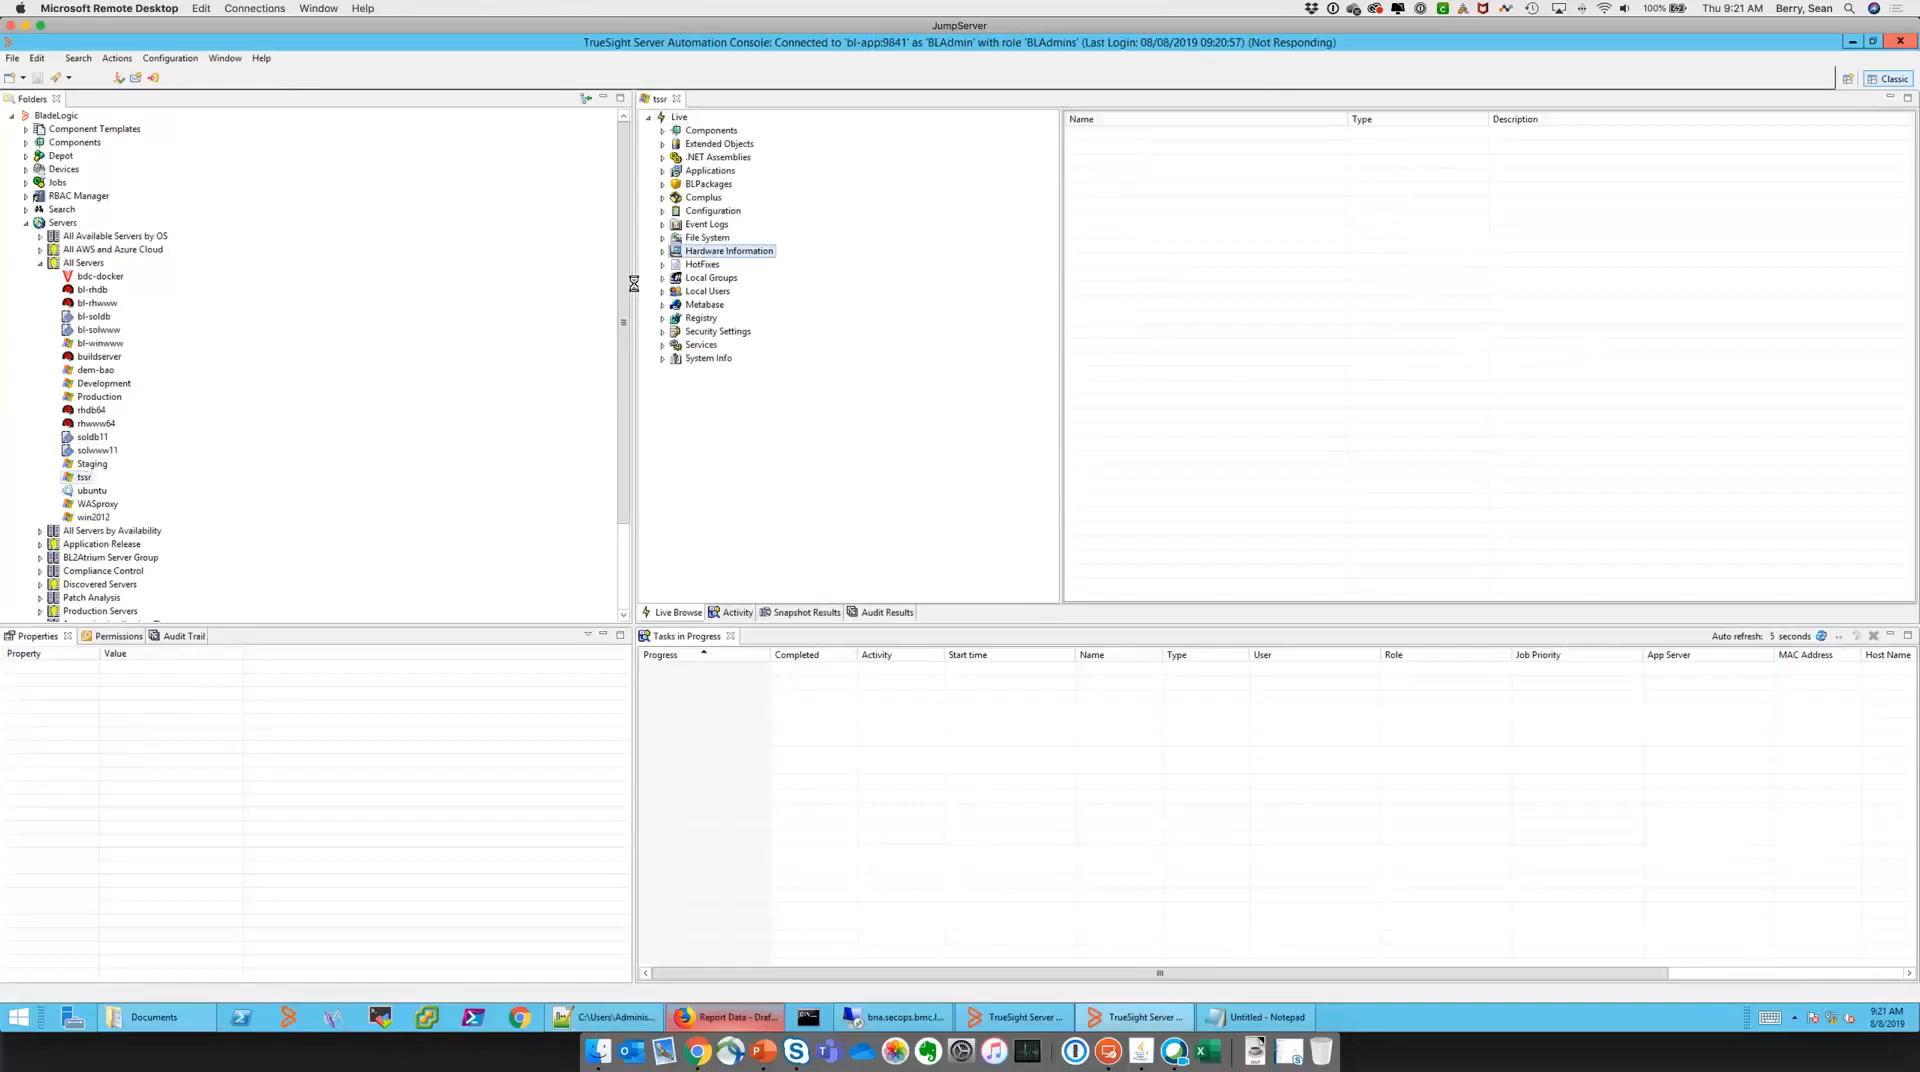 Microsoft Remote Desktop Edit Connections Window Help 100% Thu 9:21 AM Berry, Sean
JumpServer
TrueSight Server Automation Console: Connected to 'bl-app:9841' as 'BLAdmin' with role 'BLAdmins' (Last Login: 08/08/2019 09:20:57) (Not Responding)
File Edit Search Actions Configuration Window Help
Classic
Folders
BladeLogic
Component Templates
Components
Depot
Devices
Jobs
RBAC Manager
Search
Servers
All Available Servers by OS
All AWS and Azure Cloud
All Servers
bdc-docker
bl-rhdb
bl-rhwww
bl-soldb
bl-solwww
bl-winwww
buildserver
dem-bao
Development
Production
rhdb64
rhwww64
soldb11
solwww11
Staging
tssr
ubuntu
WASproxy
win2012
All Servers by Availability
Application Release
BL2Atrium Server Group
Compliance Control
Discovered Servers
Patch Analysis
Production Servers
tssr
Live
Components
Extended Objects
.NET Assemblies
Applications
BLPackages
Complus
Configuration
Event Logs
File System
Hardware Information
HotFixes
Local Groups
Local Users
Metabase
Registry
Security Settings
Services
System Info
Name Type Description
Live Browse Activity Snapshot Results Audit Results
Properties Permissions Audit Trail
Property Value
Tasks in Progress Auto refresh: 5 seconds
Progress Completed Activity Start time Name Type User Role Job Priority App Server MAC Address Host Name
Documents C:\Users\Adminis... Report Data - Draf... bna.secops.bmc.l... TrueSight Server ... TrueSight Server ... Untitled - Notepad 9:21 AM
8/8/2019